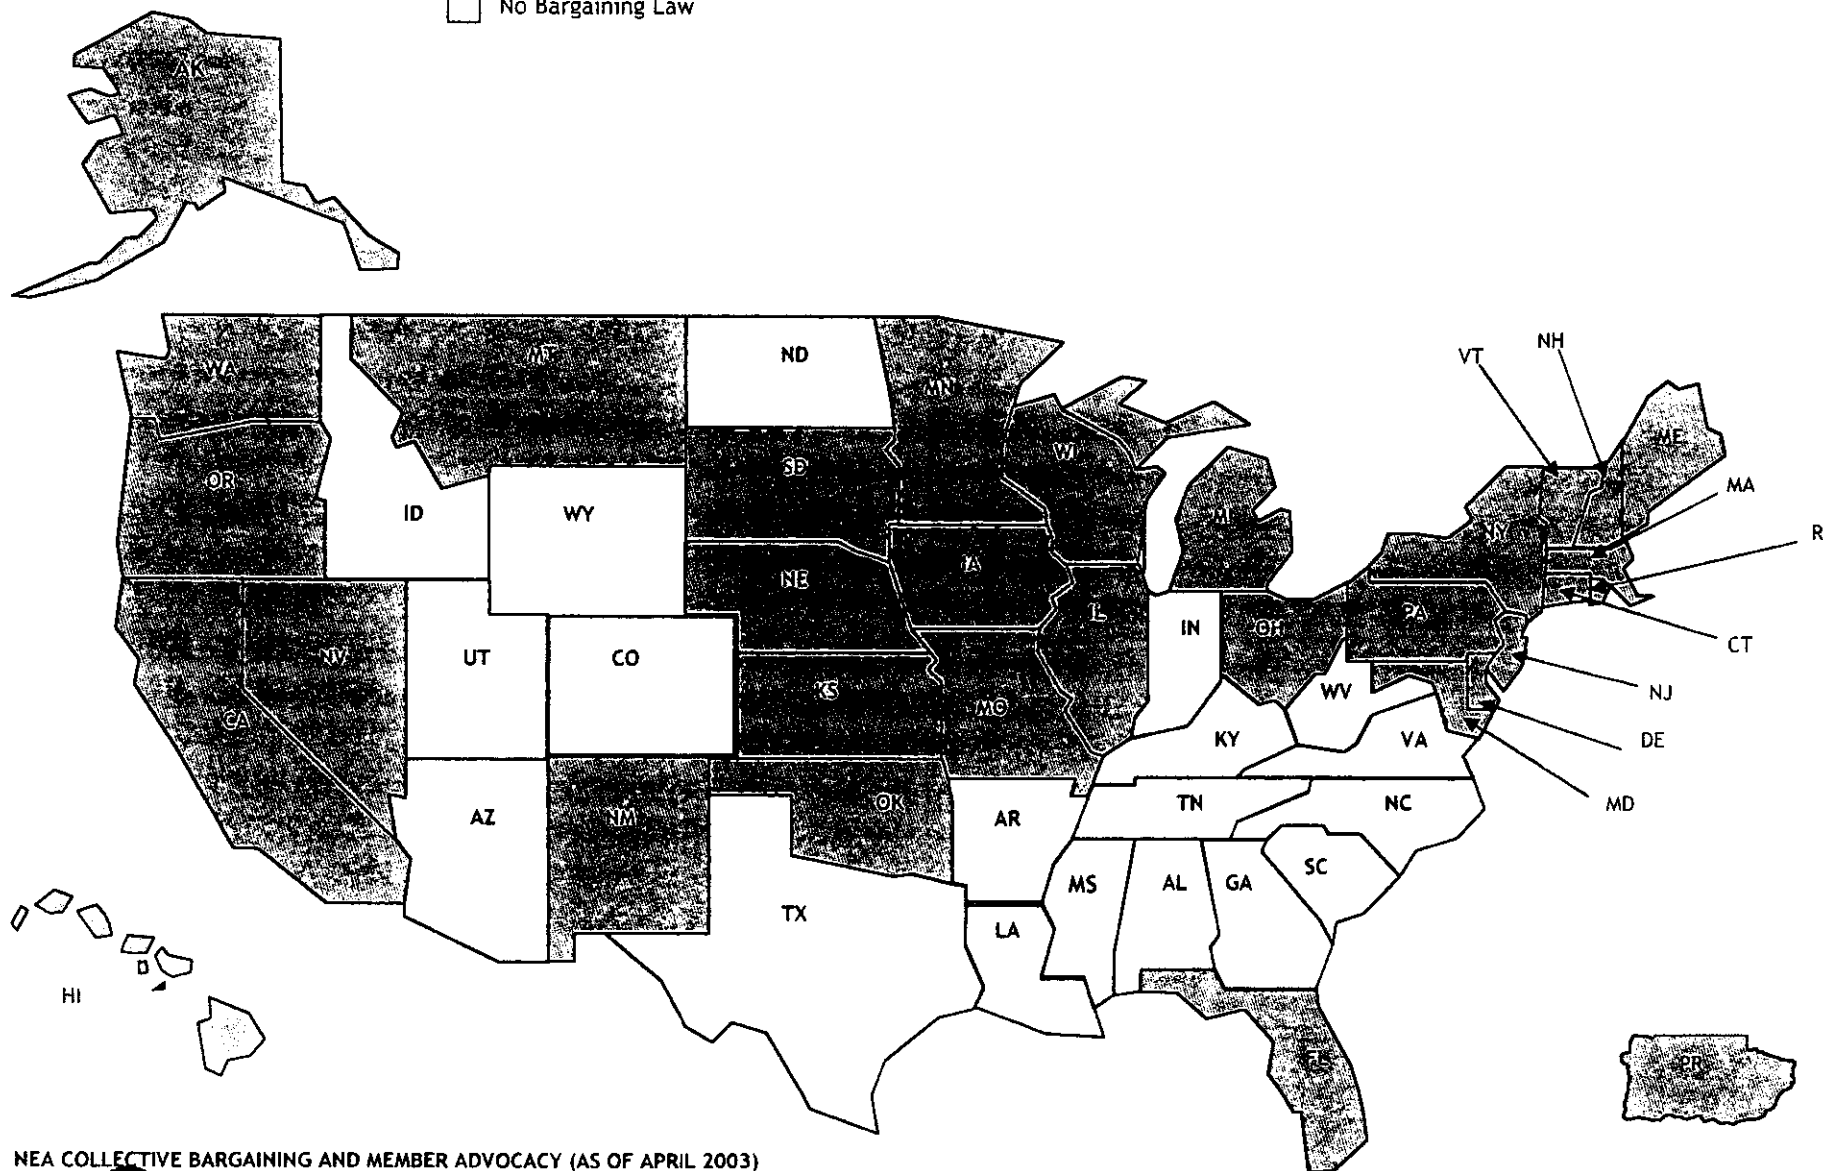 No Bargaining Law
AK
WA
MT
ND
MN
VT
NH
ME
OR
ID
WY
SD
WI
MI
NY
MA
R
NE
IA
IL
IN
OH
PA
CT
NV
UT
CO
KS
MO
WV
NJ
CA
KY
VA
DE
AZ
NM
OK
AR
TN
NC
MD
TX
MS
AL
GA
SC
LA
HI
FL
PR
NEA COLLECTIVE BARGAINING AND MEMBER ADVOCACY (AS OF APRIL 2003)